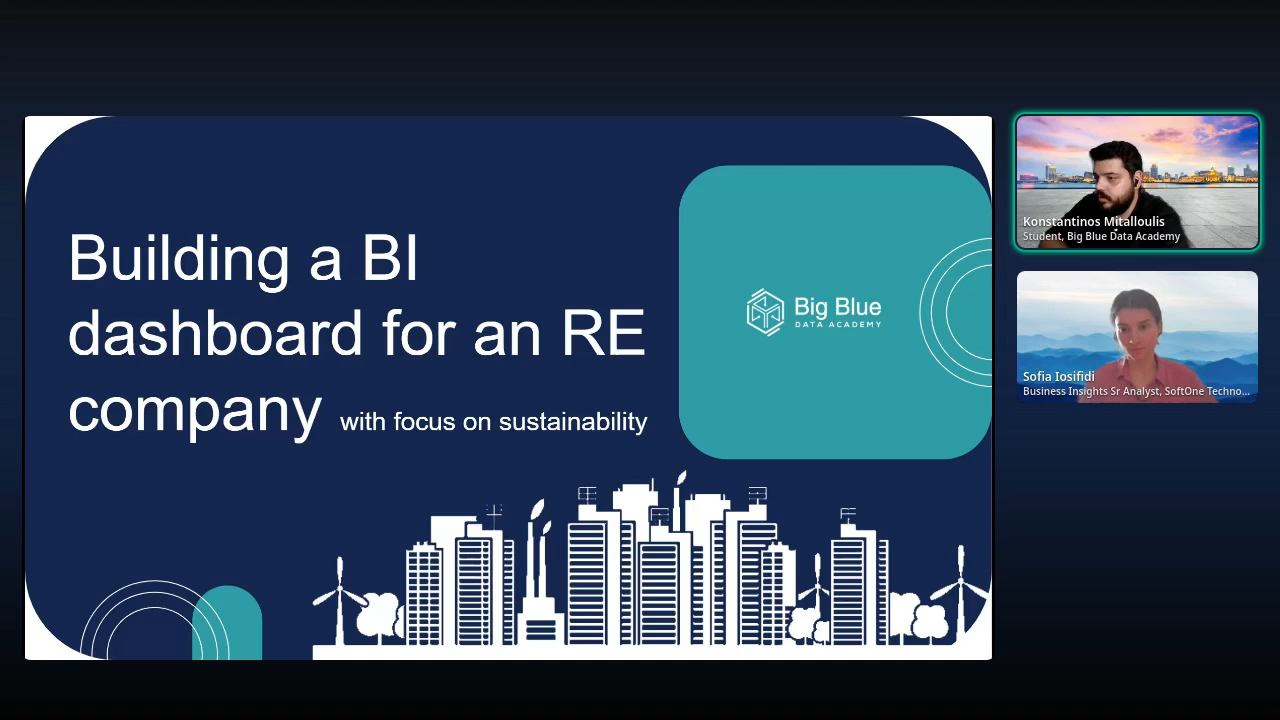 Building a BI
dashboard for an RE
company with focus on sustainability
Big Blue
DATA ACADEMY
Konstantinos Mitalloulis
Student, Big Blue Data Academy
Sofia Iosifidi
Business Insights Sr Analyst, SoftOne Techno...